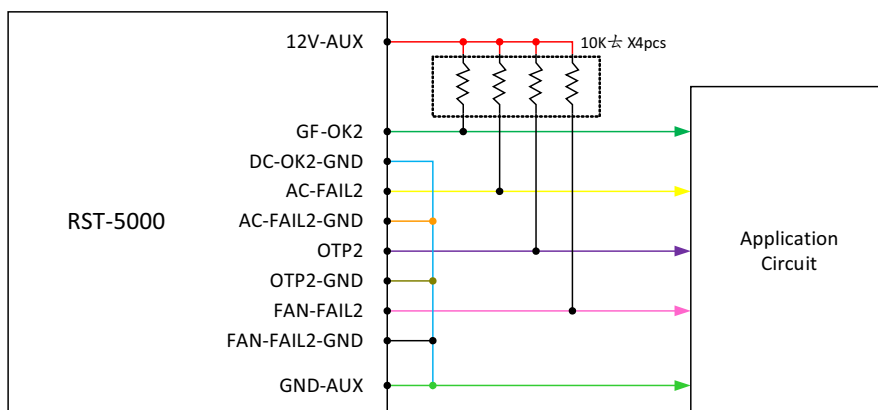 12V-AUX
10K厺 X4pcs
GF-OK2
DC-OK2-GND
AC-FAIL2
RST-5000
AC-FAIL2-GND
OTP2
Application
Circuit
OTP2-GND
FAN-FAIL2
FAN-FAIL2-GND
GND-AUX